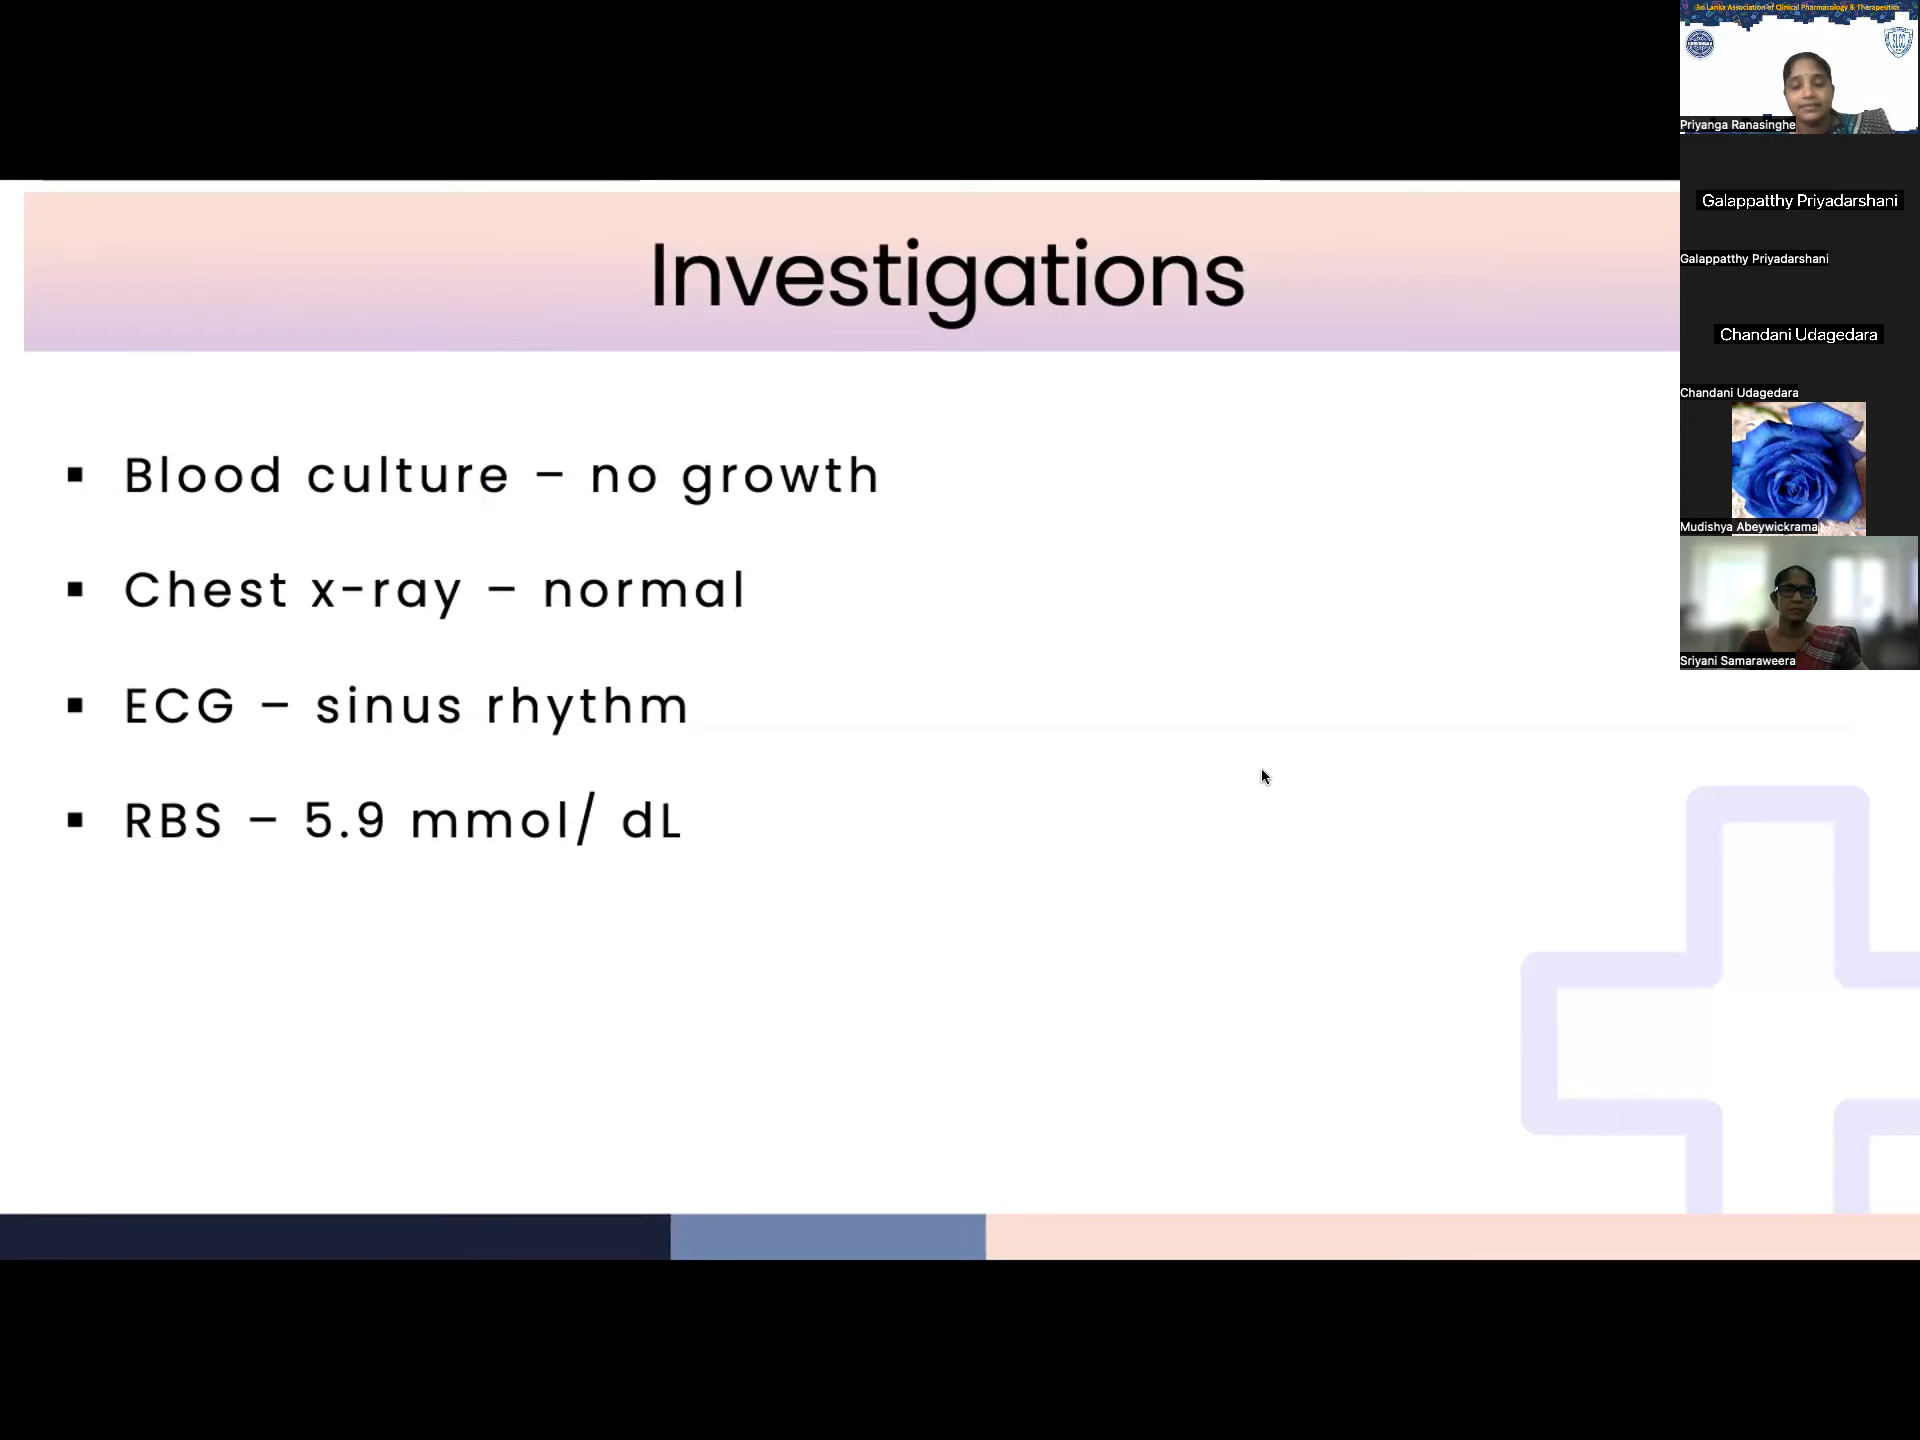 Sri Lanka Association of Clinical Pharmacology & Therapeutics
SLCP
Priyanga Ranasinghe
Investigations
Galappatthy Priyadarshani
Galappatthy Priyadarshani
Chandani Udagedara
Chandani Udagedara
▪ Blood culture – no growth
▪ Chest x-ray – normal
▪ ECG – sinus rhythm
▪ RBS – 5.9 mmol/ dL
Mudishya Abeywickrama
Sriyani Samaraweera